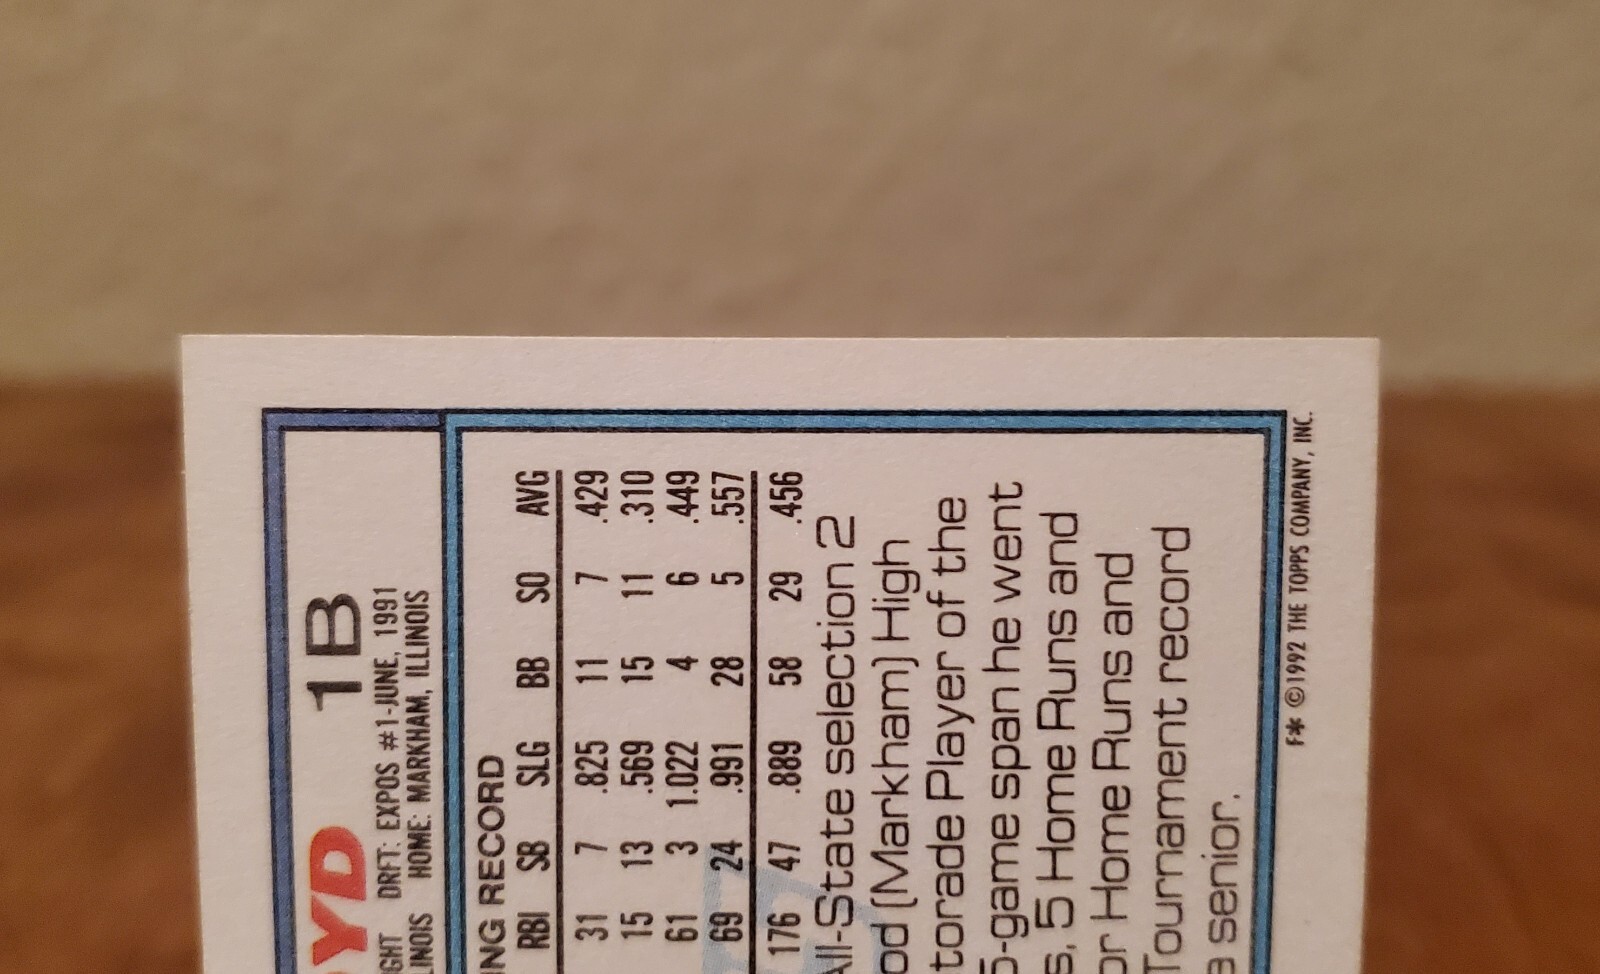 YD 1B
DRFT: EXPOS #1-JUNE, 1991
HOME: MARKHAM, ILLINOIS
RECORD
RBI SB SLG BB SO AVG
31 7 .825 11 7 .429
15 13 .569 15 11 .310
61 3 1.022 4 6 .449
69 24 .991 28 5 .557
176 47 .889 58 29 .456
All-State selection 2
od (Markham) High
torade Player of the
5-game span he went
s, 5 Home Runs and
or Home Runs and
Tournament record
a senior.
F* ©1992 THE TOPPS COMPANY, INC.